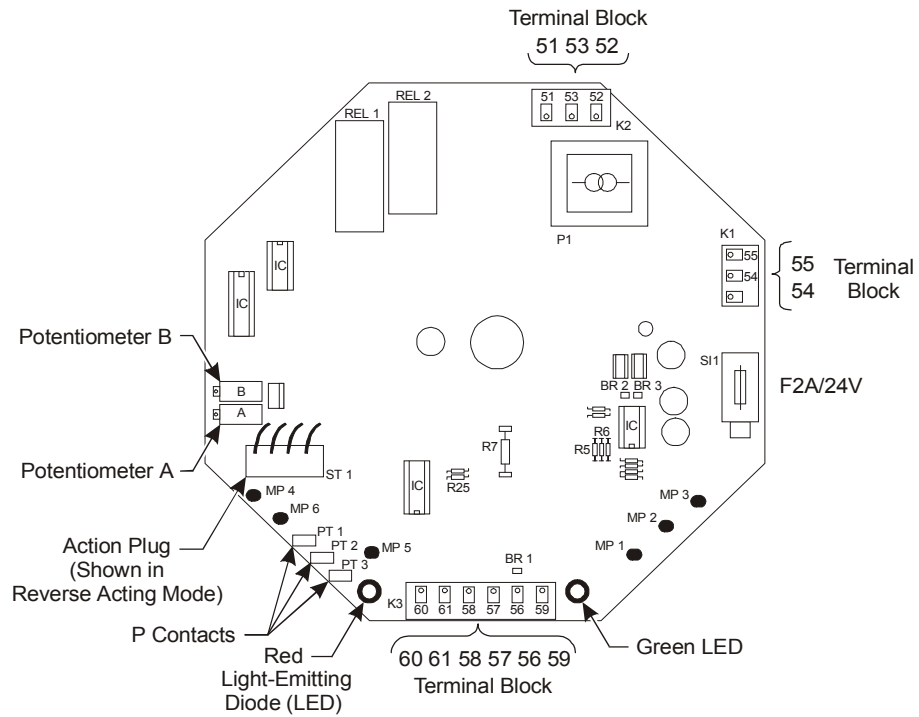 Terminal Block
51 53 52
REL 1
REL 2
51 53 52
K2
P1
K1
55
54
55
54
Terminal
Block
IC
IC
Potentiometer B
B
A
Potentiometer A
SI1
F2A/24V
BR 2
BR 3
IC
R6
R5
R7
R25
IC
ST 1
MP 4
MP 6
MP 3
MP 2
MP 1
Action Plug
(Shown in
Reverse Acting Mode)
PT 1
PT 2
PT 3
MP 5
BR 1
P Contacts
K3
60 61 58 57 56 59
Red
Light-Emitting
Diode (LED)
60 61 58 57 56 59
Terminal Block
Green LED